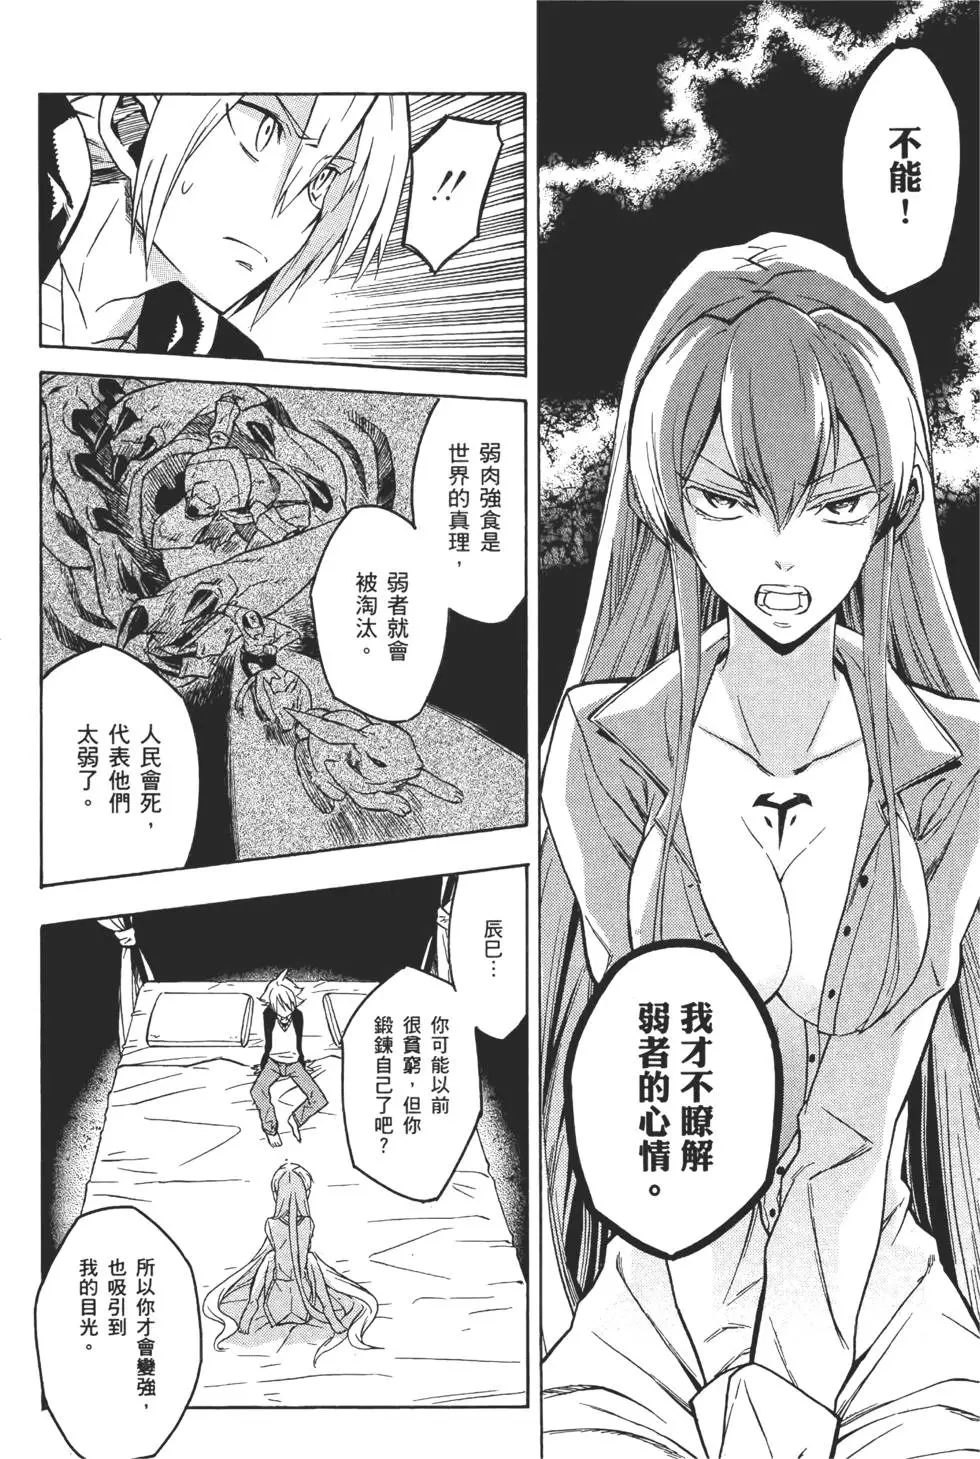 不能！
我才不瞭解
弱者的心情。
!!
弱肉強食是
世界的真理，
弱者就會
被淘汰。
人民會死，
代表他們
太弱了。
辰巳…
你可能以前
很貧窮，但你
鍛鍊自己了吧？
所以你才會變強，
也吸引到
我的目光。